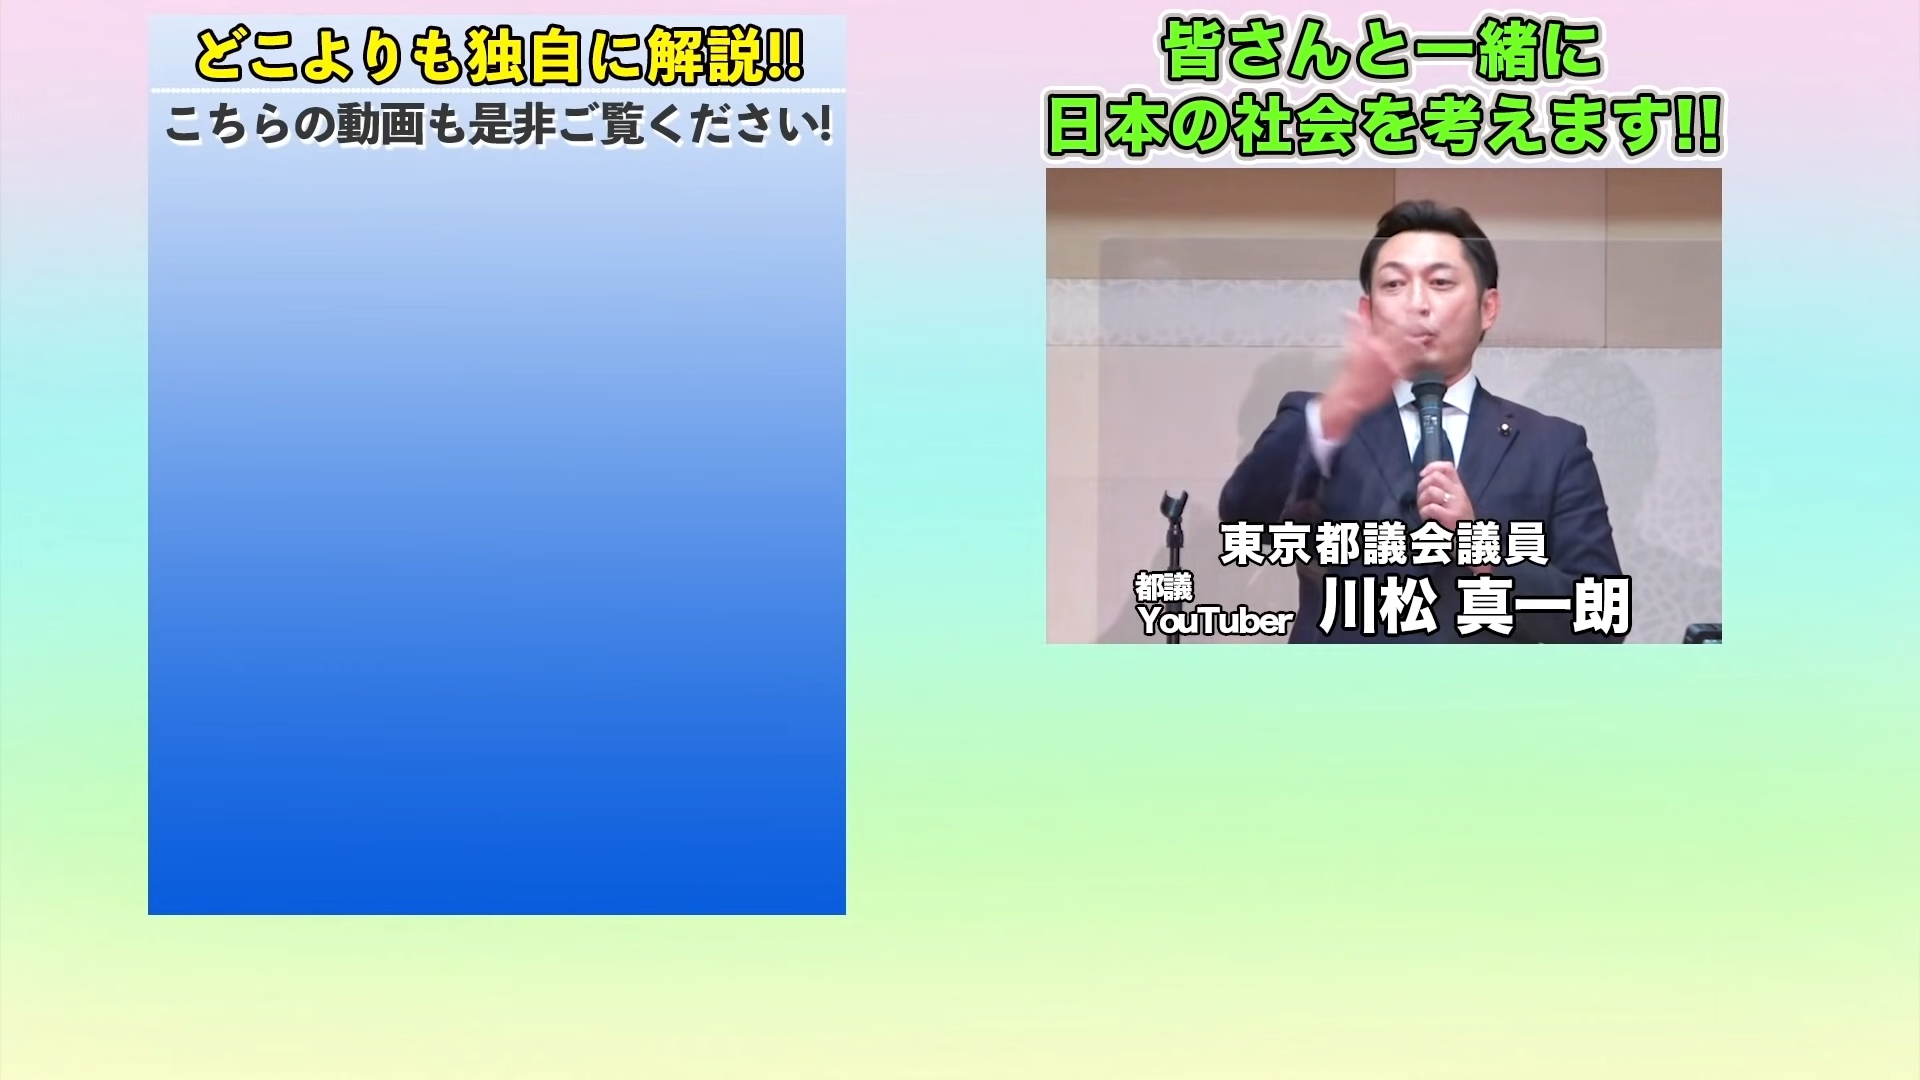 どこよりも独自に解説!!
こちらの動画も是非ご覧ください!
皆さんと一緒に
日本の社会を考えます!!
東京都議会議員
都議
YouTuber 川松 真一朗